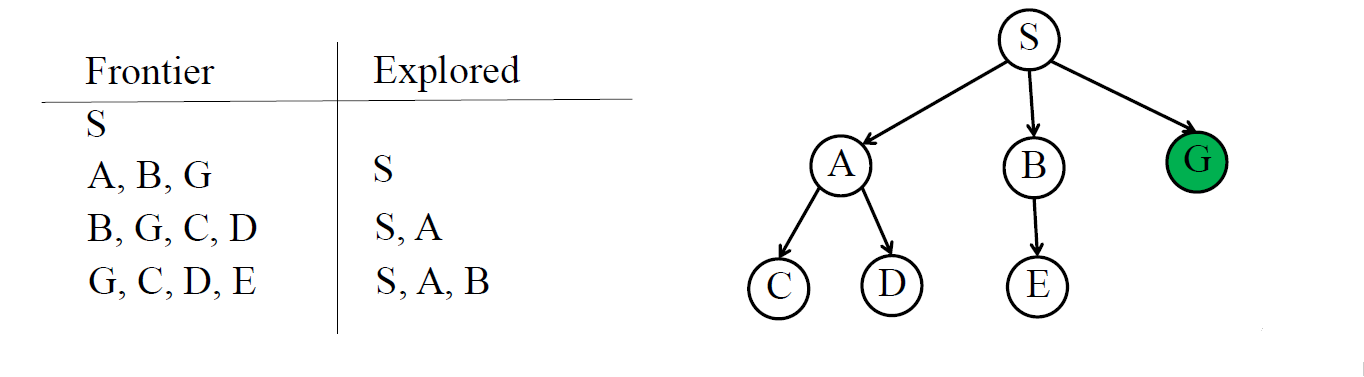 Frontier Explored
S
A, B, G S
B, G, C, D S, A
G, C, D, E S, A, B
S
A B G
C D E